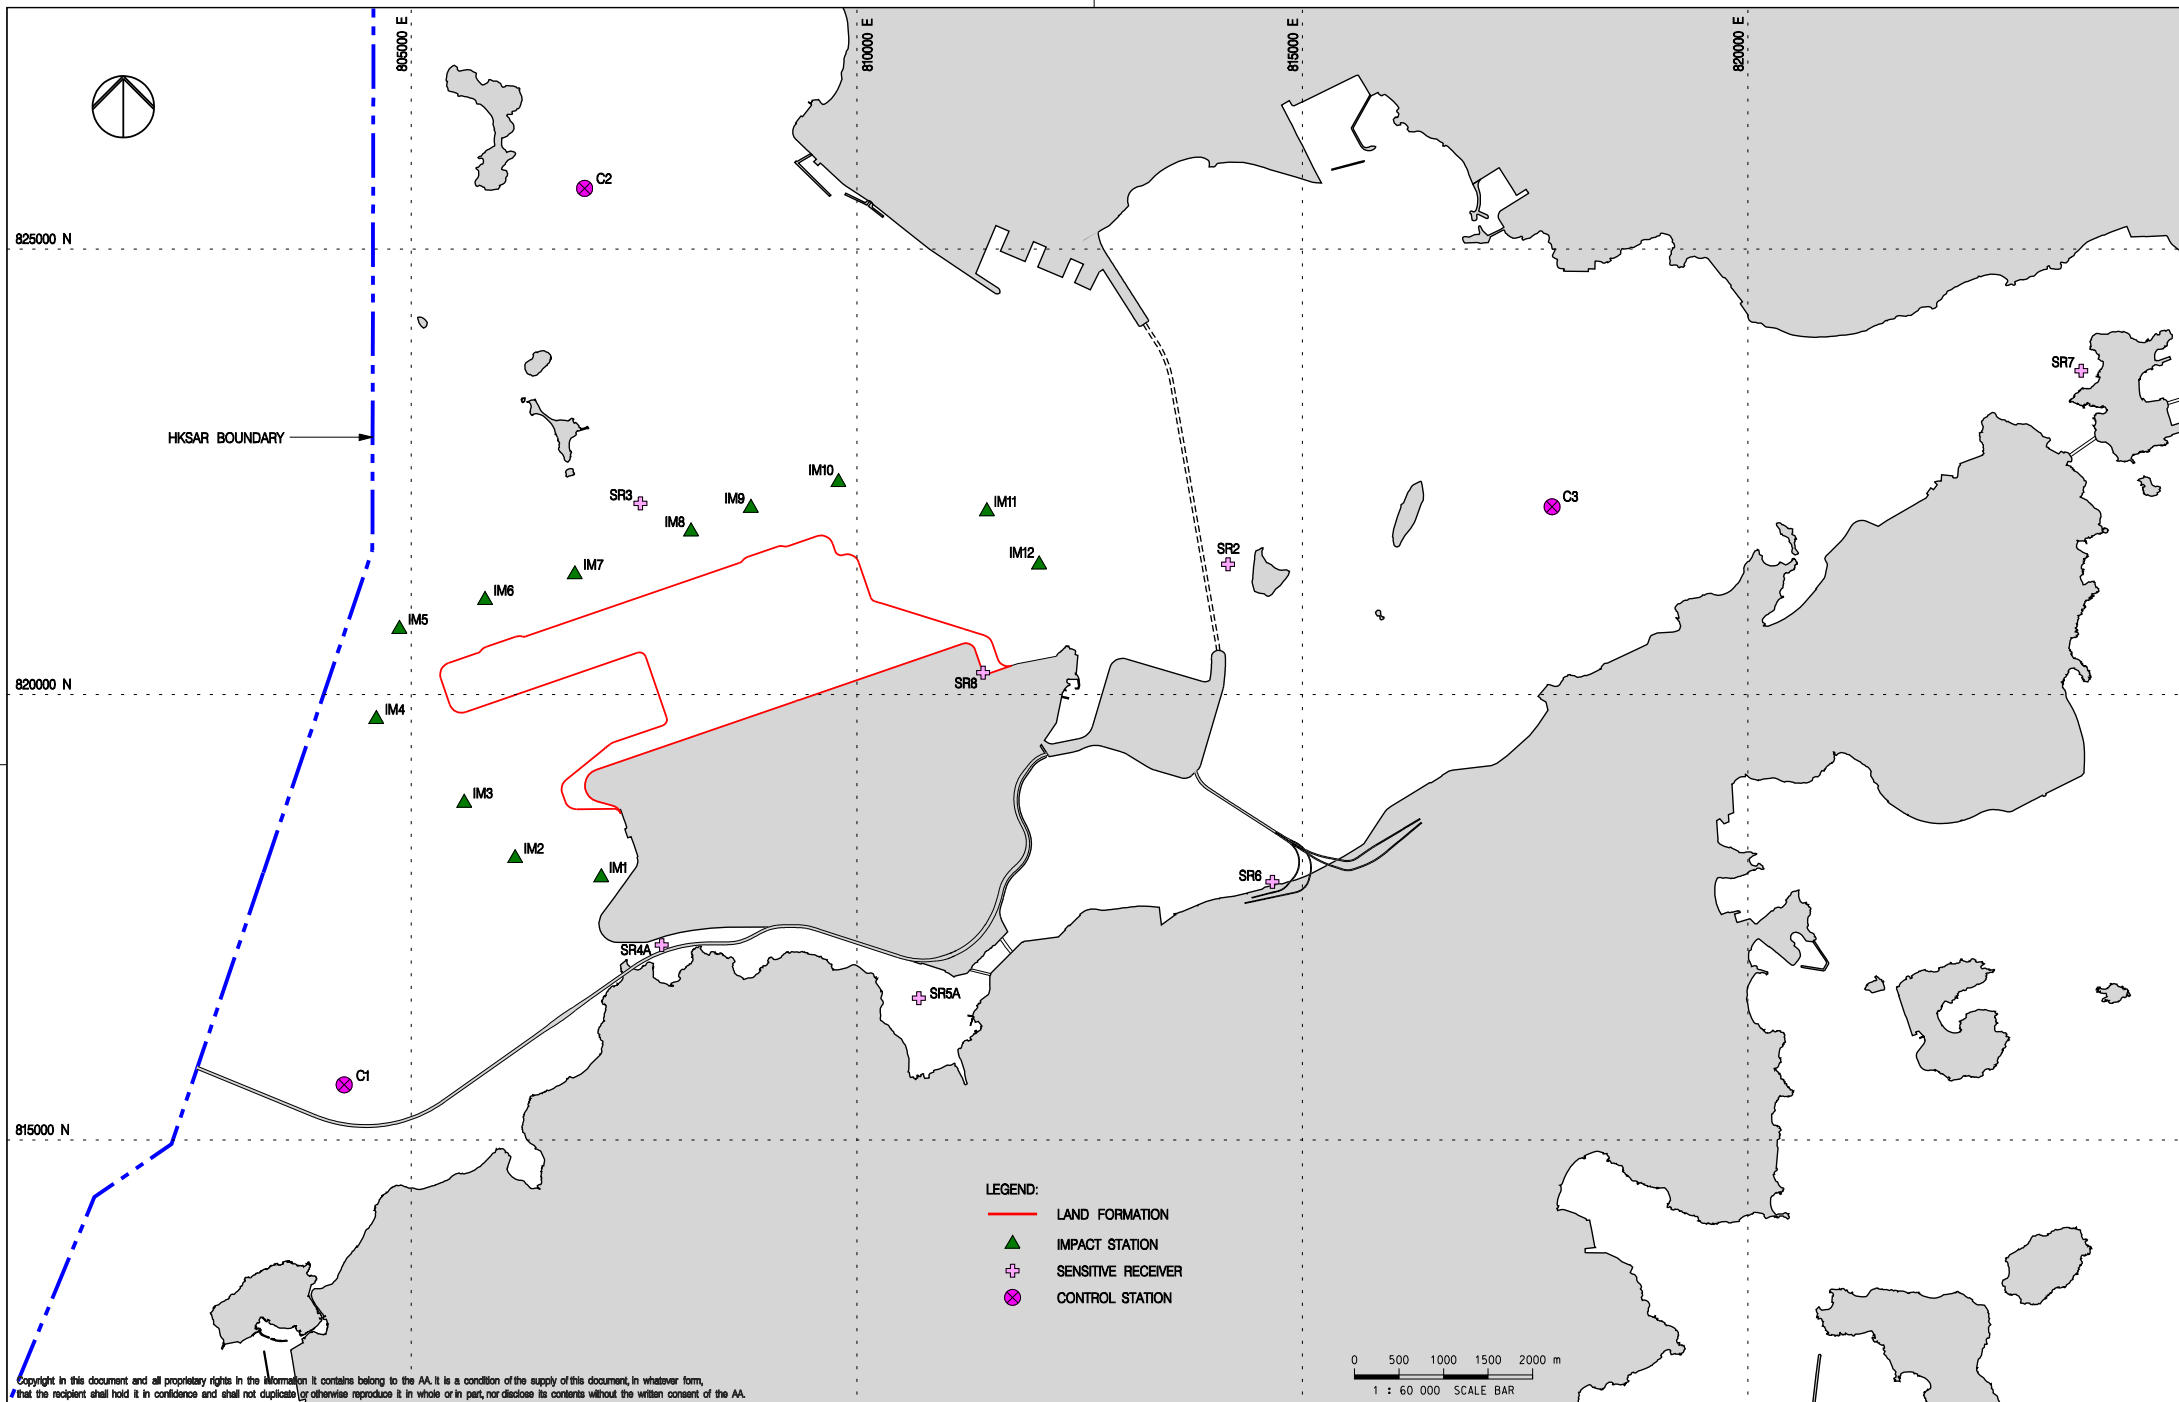 805000 E
810000 E
815000 E
820000 E
C2
825000 N
SR7
HKSAR BOUNDARY
IM10
SR3
IM9
IM11
C3
IM8
IM12
SR2
IM7
IM6
IM5
820000 N
SR8
IM4
IM3
IM2
IM1
SR6
SR4A
SR5A
C1
815000 N
LEGEND:
LAND FORMATION
IMPACT STATION
SENSITIVE RECEIVER
CONTROL STATION
0 500 1000 1500 2000 m
1 : 60 000 SCALE BAR
Copyright in this document and all proprietary rights in the information it contains belong to the AA. It is a condition of the supply of this document, in whatever form,
that the recipient shall hold it in confidence and shall not duplicate or otherwise reproduce it in whole or in part, nor disclose its contents without the written consent of the AA.